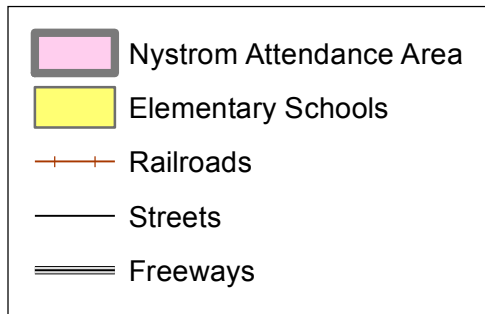 Nystrom Attendance Area
Elementary Schools
Railroads
Streets
Freeways